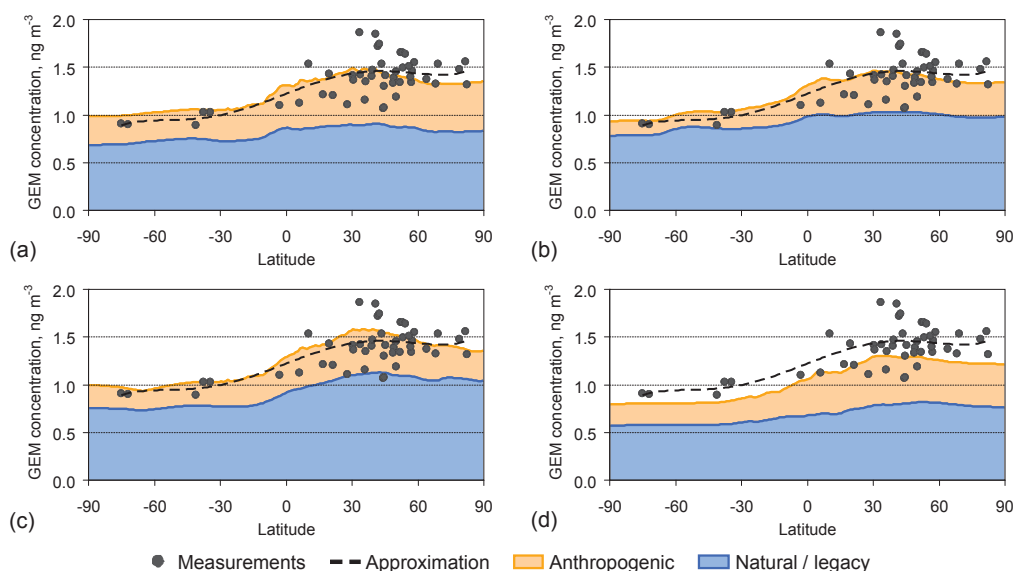 2.0 2.0
GEM concentration, ng m⁻³ GEM concentration, ng m⁻³
1.5 1.5
1.0 1.0
0.5 0.5
0.0 0.0
-90 -60 -30 0 30 60 90 -90 -60 -30 0 30 60 90
(a) Latitude (b) Latitude
2.0 2.0
GEM concentration, ng m⁻³ GEM concentration, ng m⁻³
1.5 1.5
1.0 1.0
0.5 0.5
0.0 0.0
-90 -60 -30 0 30 60 90 -90 -60 -30 0 30 60 90
(c) Latitude (d) Latitude
Measurements Approximation Anthropogenic Natural / legacy